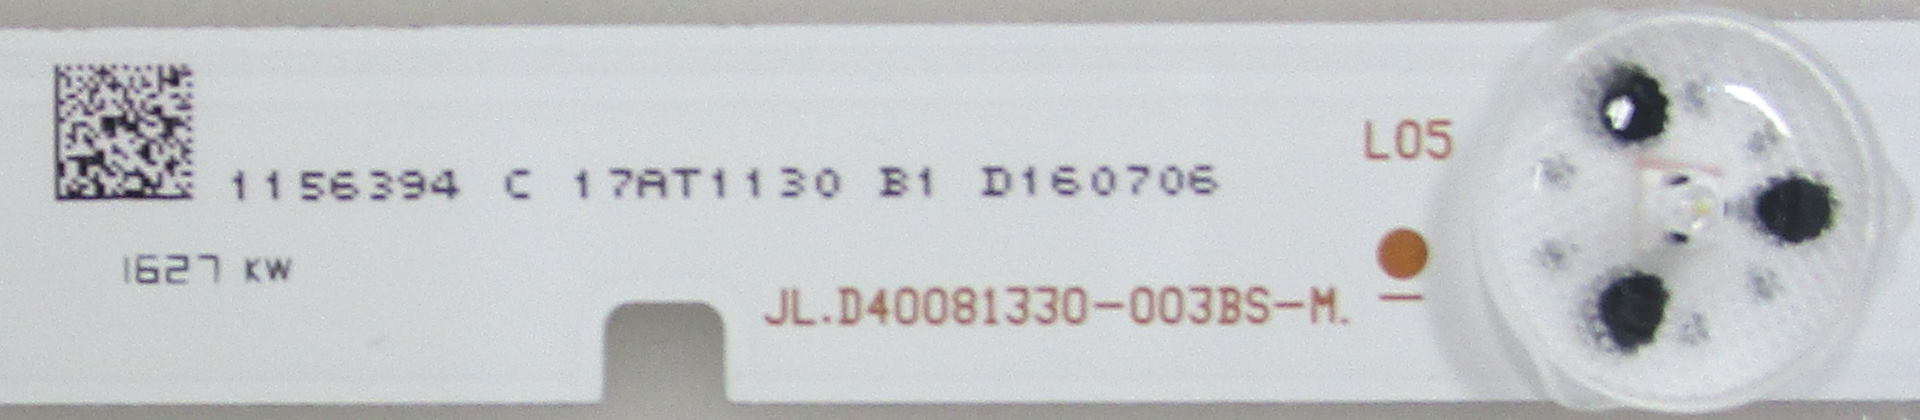 L05
1156394 C 17AT1130 B1 D160706
1627 KW
JL.D40081330-003BS-M.